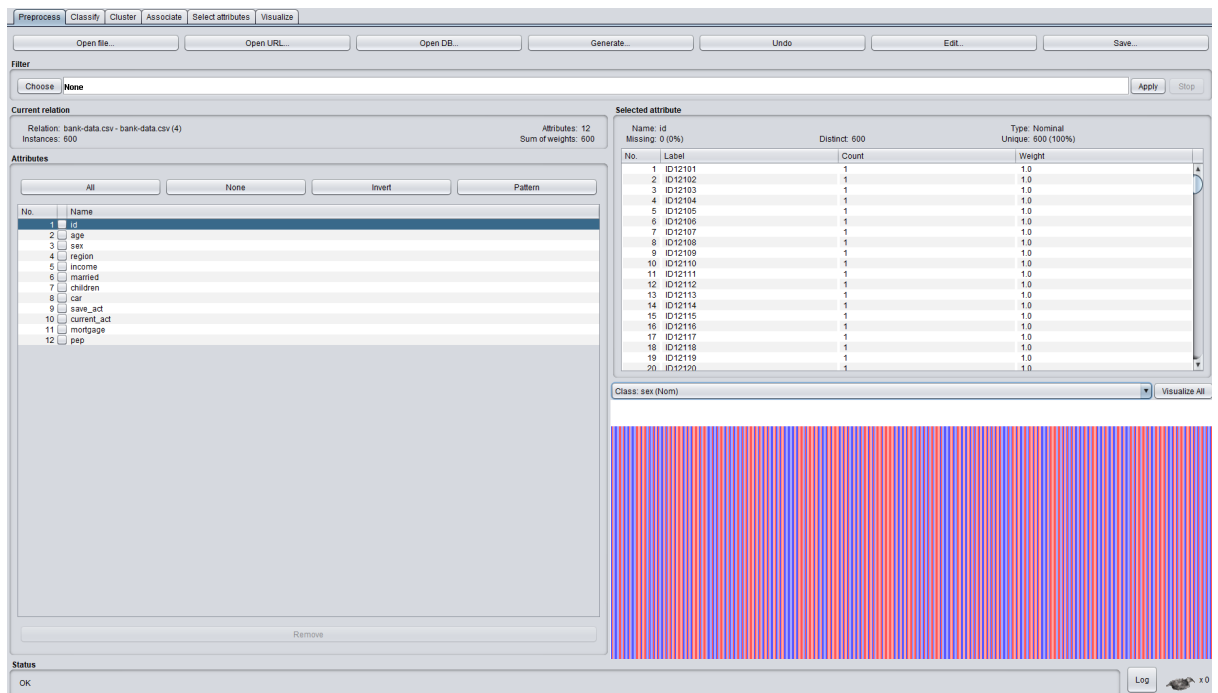 Preprocess Classify Cluster Associate Select attributes Visualize
Open file... Open URL... Open DB... Generate... Undo Edit... Save...
Filter
Choose None Apply Stop
Current relation
Relation: bank-data.csv - bank-data.csv (4) Attributes: 12
Instances: 600 Sum of weights: 600
Attributes
All None Invert Pattern
No. Name
1 id
2 age
3 sex
4 region
5 income
6 married
7 children
8 car
9 save_act
10 current_act
11 mortgage
12 pep
Remove
Selected attribute
Name: id Type: Nominal
Missing: 0 (0%) Distinct: 600 Unique: 600 (100%)
No. Label Count Weight
1 ID12101 1 1.0
2 ID12102 1 1.0
3 ID12103 1 1.0
4 ID12104 1 1.0
5 ID12105 1 1.0
6 ID12106 1 1.0
7 ID12107 1 1.0
8 ID12108 1 1.0
9 ID12109 1 1.0
10 ID12110 1 1.0
11 ID12111 1 1.0
12 ID12112 1 1.0
13 ID12113 1 1.0
14 ID12114 1 1.0
15 ID12115 1 1.0
16 ID12116 1 1.0
17 ID12117 1 1.0
18 ID12118 1 1.0
19 ID12119 1 1.0
20 ID12120 1 1.0
Class: sex (Nom) Visualize All
Status
OK Log x 0